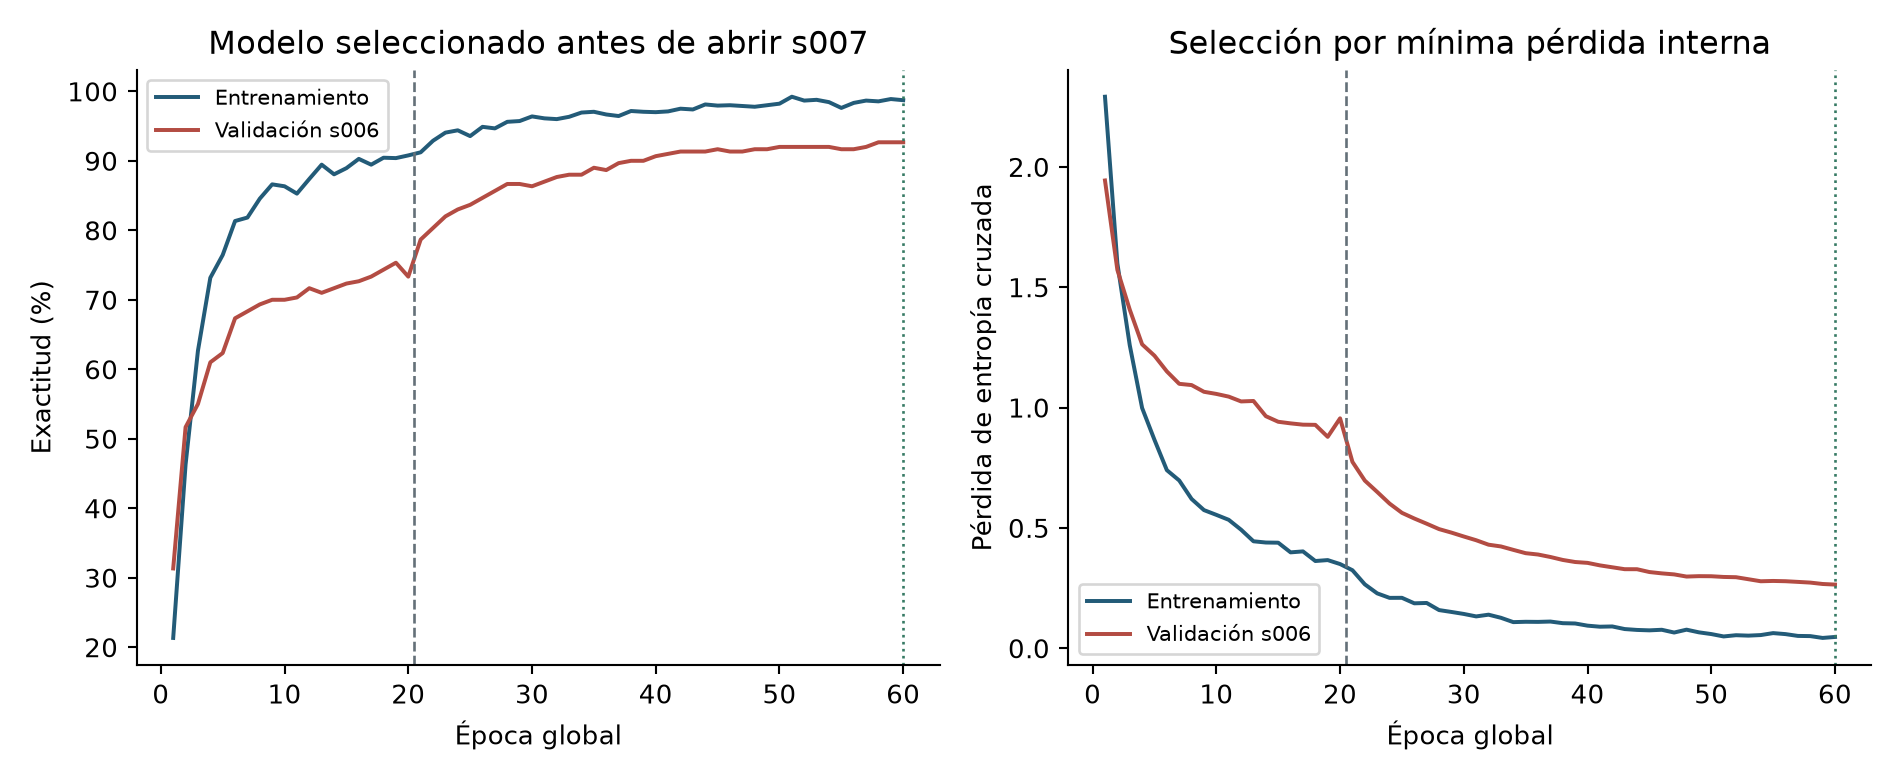 Modelo seleccionado antes de abrir s007
Exactitud (%)
100
90
80
70
60
50
40
30
20
Entrenamiento
Validación s006
0 10 20 30 40 50 60
Época global
Selección por mínima pérdida interna
Pérdida de entropía cruzada
2.0
1.5
1.0
0.5
0.0
Entrenamiento
Validación s006
0 10 20 30 40 50 60
Época global